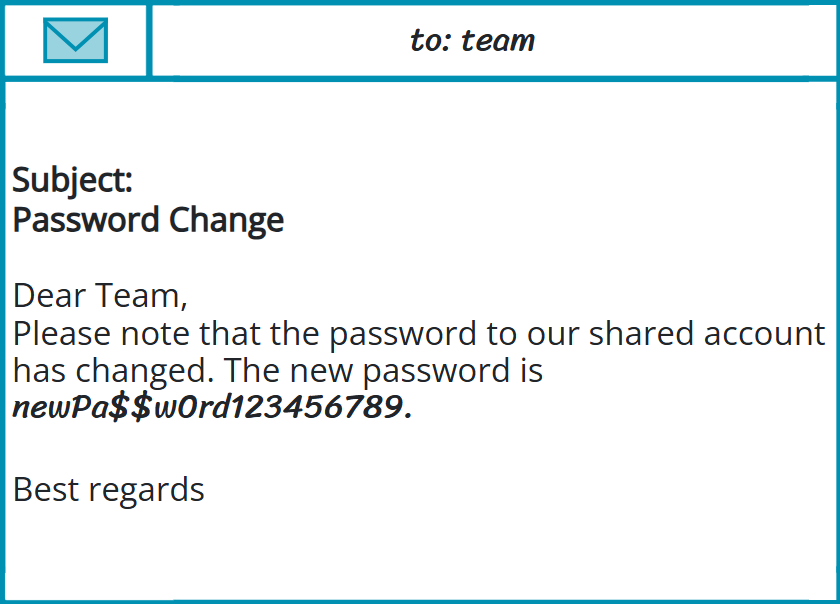 to: team
Subject:
Password Change
Dear Team,
Please note that the password to our shared account
has changed. The new password is
newPa$$w0rd123456789.
Best regards